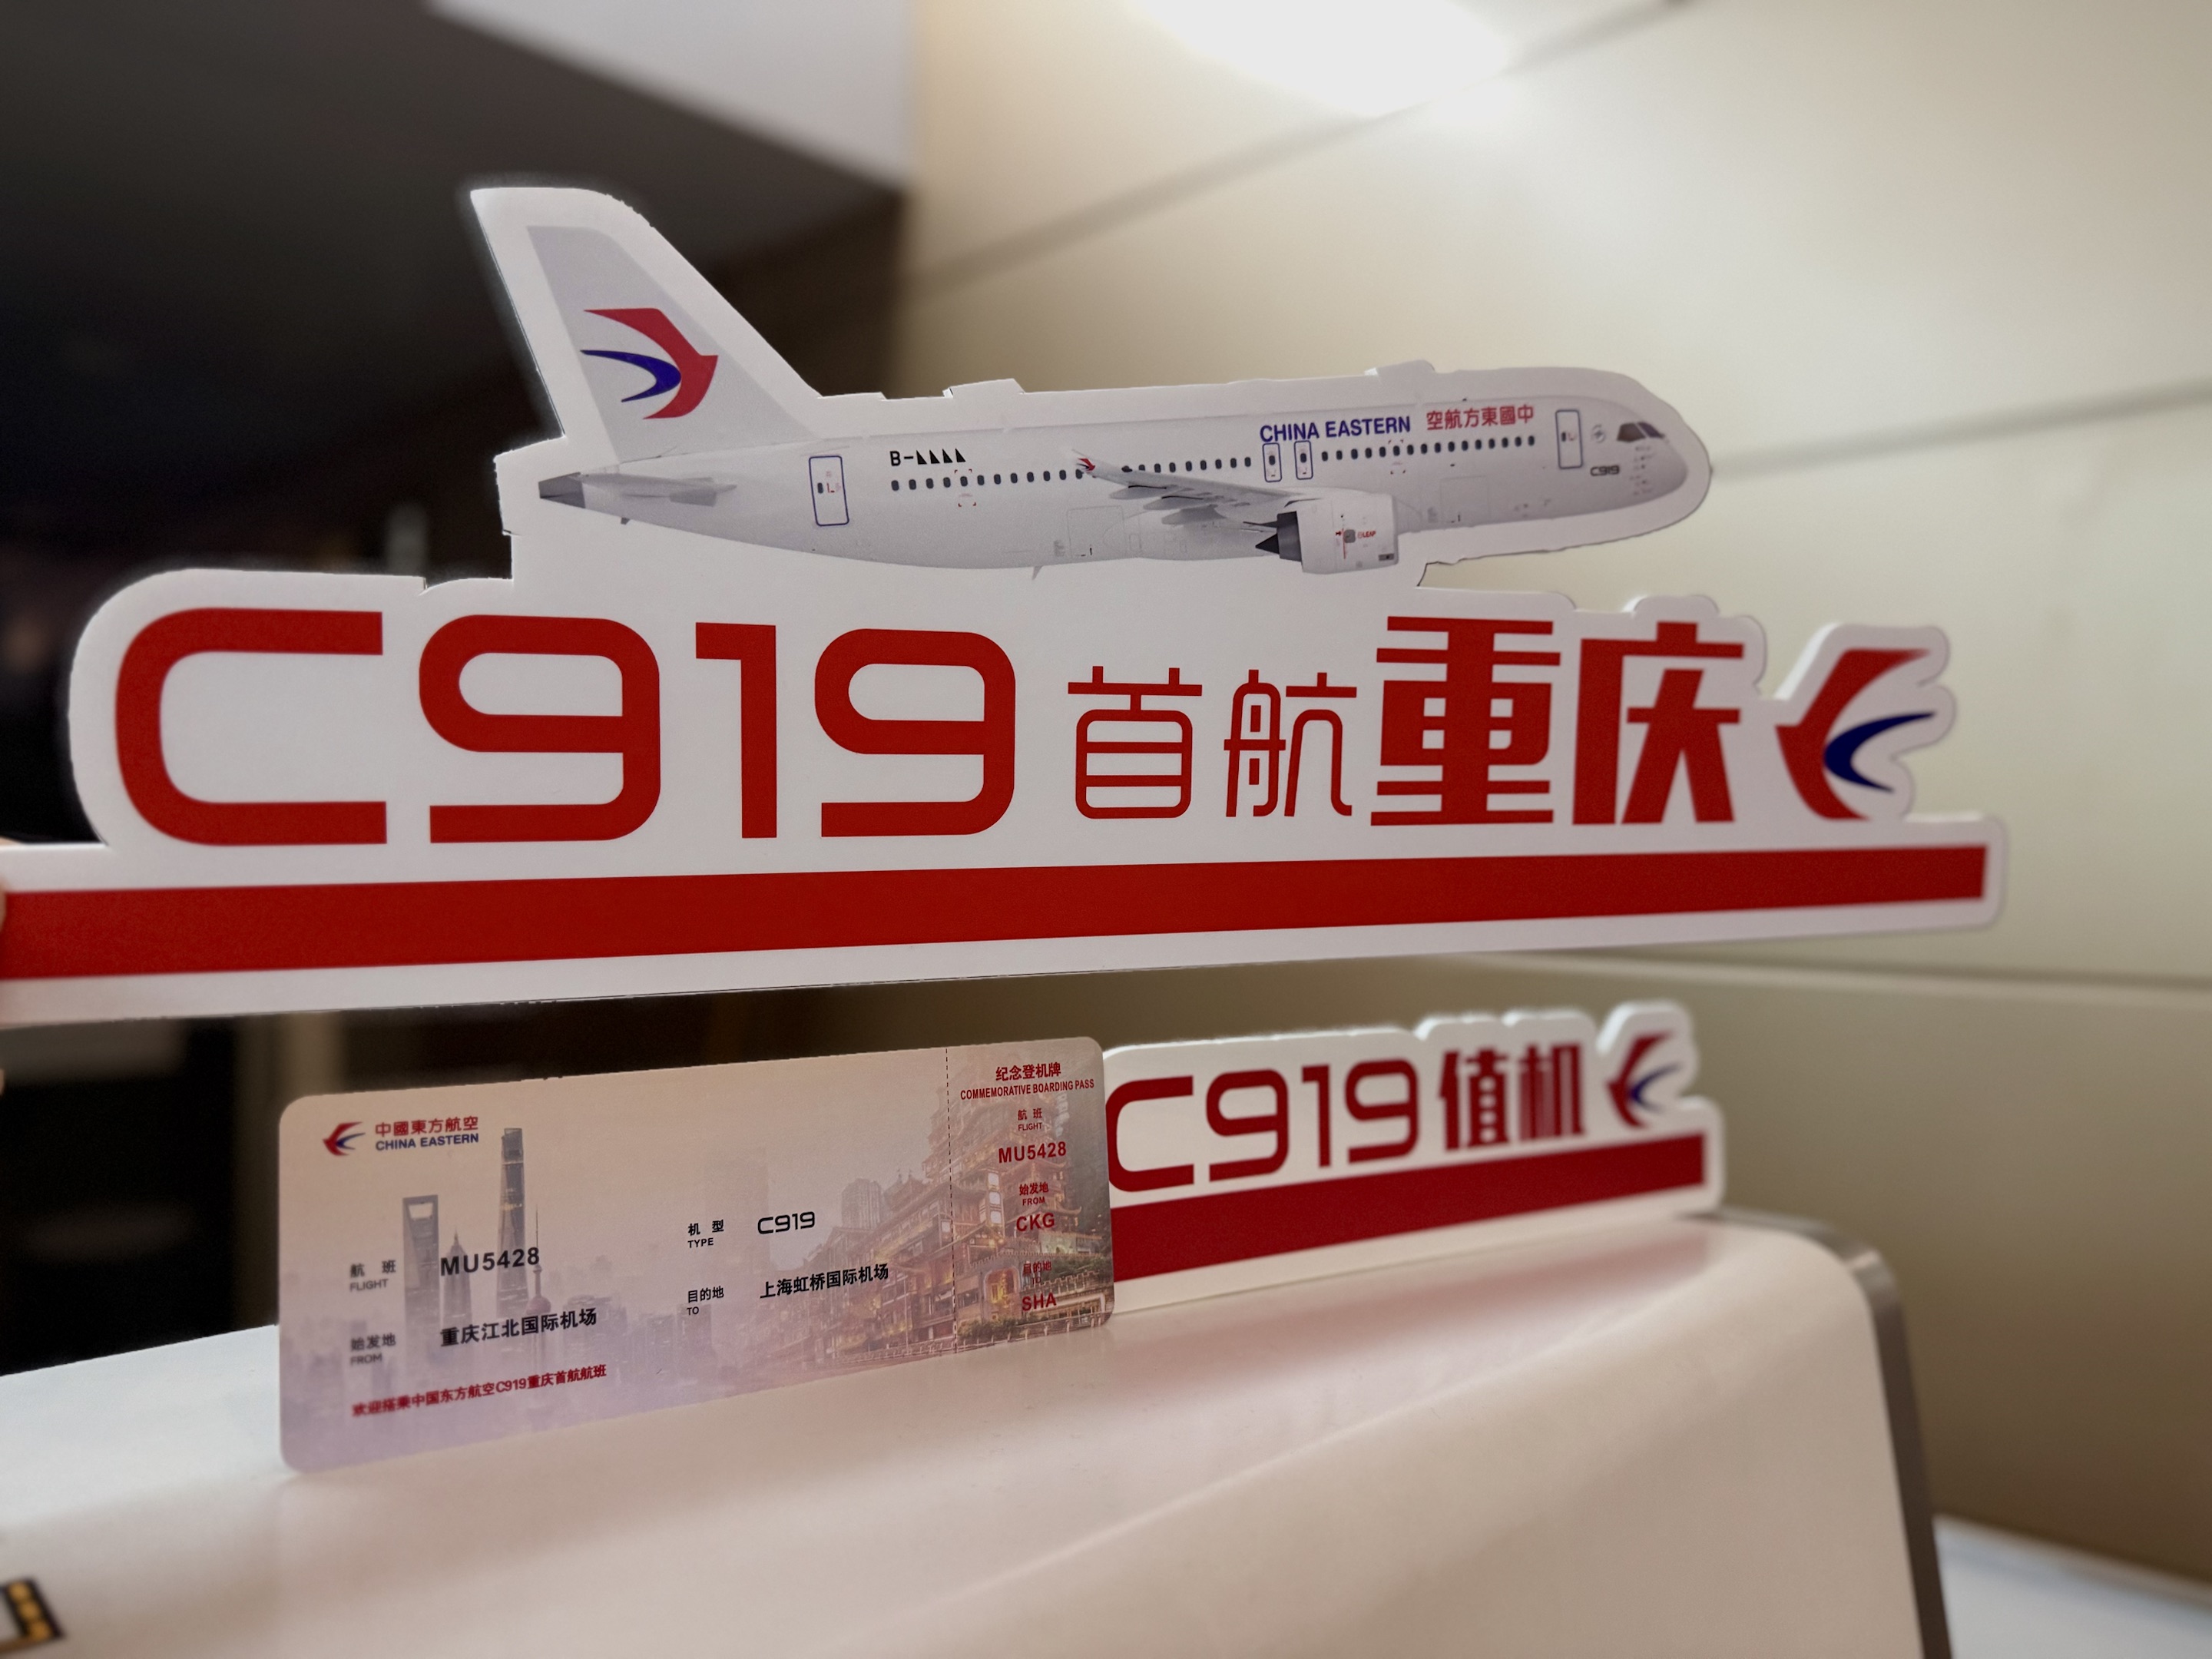 CHINA EASTERN 空航方東國中
B-
C919
LEAP
C919首航重庆
C919值机
中國東方航空
CHINA EASTERN
航 班 MU5428
FLIGHT
机 型 C919
TYPE
始发地 重庆江北国际机场
FROM
目的地 上海虹桥国际机场
TO
欢迎搭乘中国东方航空C919重庆首航航班
纪念登机牌
COMMEMORATIVE BOARDING PASS
航 班
FLIGHT
MU5428
始发地
FROM
CKG
目的地
TO
SHA